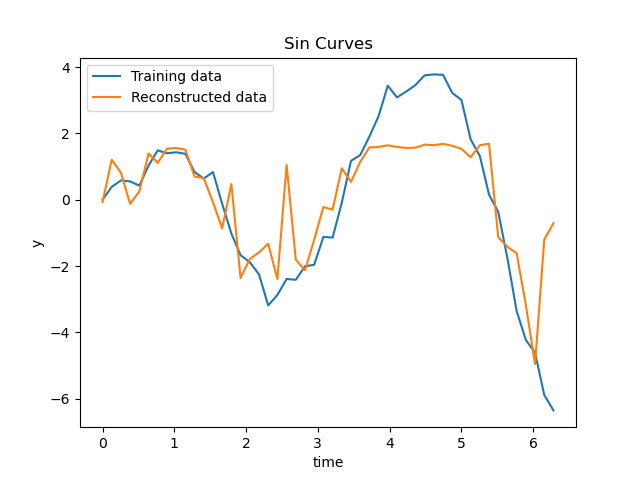 Sin Curves
Training data
Reconstructed data
4
2
0
−2
−4
−6
y
0
1
2
3
4
5
6
time